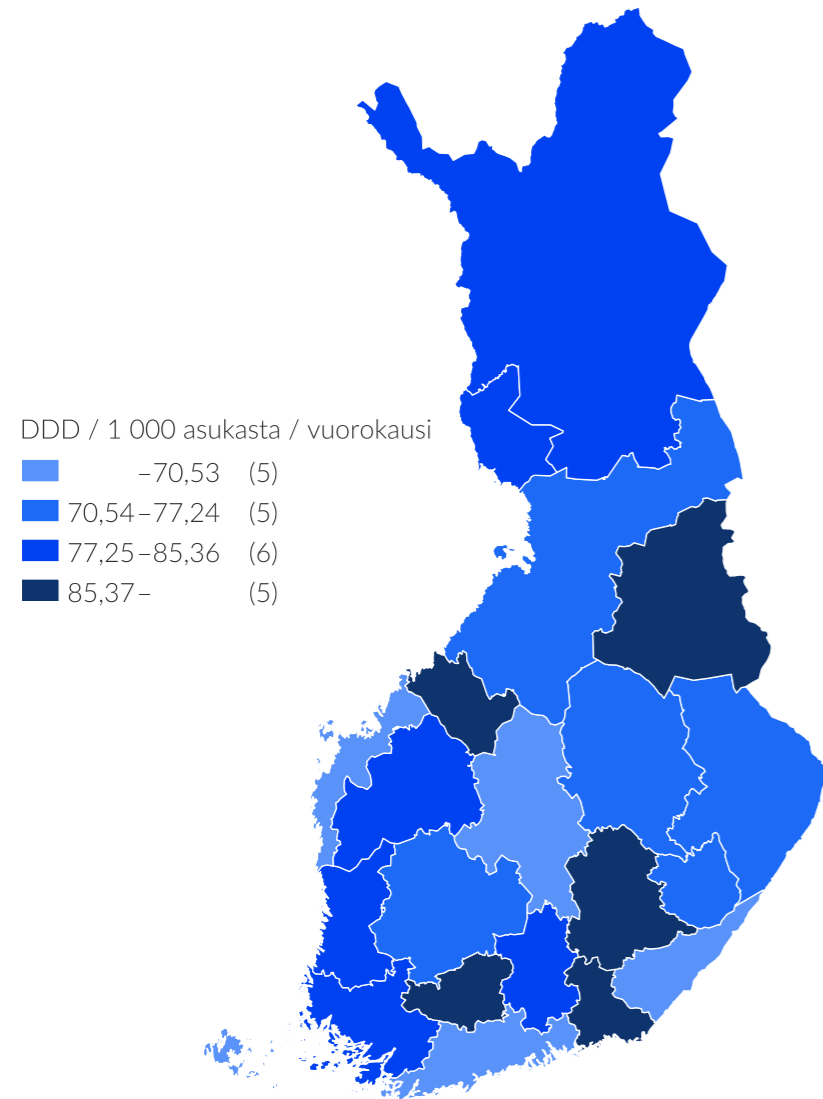 DDD / 1 000 asukasta / vuorokausi
–70,53 (5)
70,54–77,24 (5)
77,25–85,36 (6)
85,37– (5)